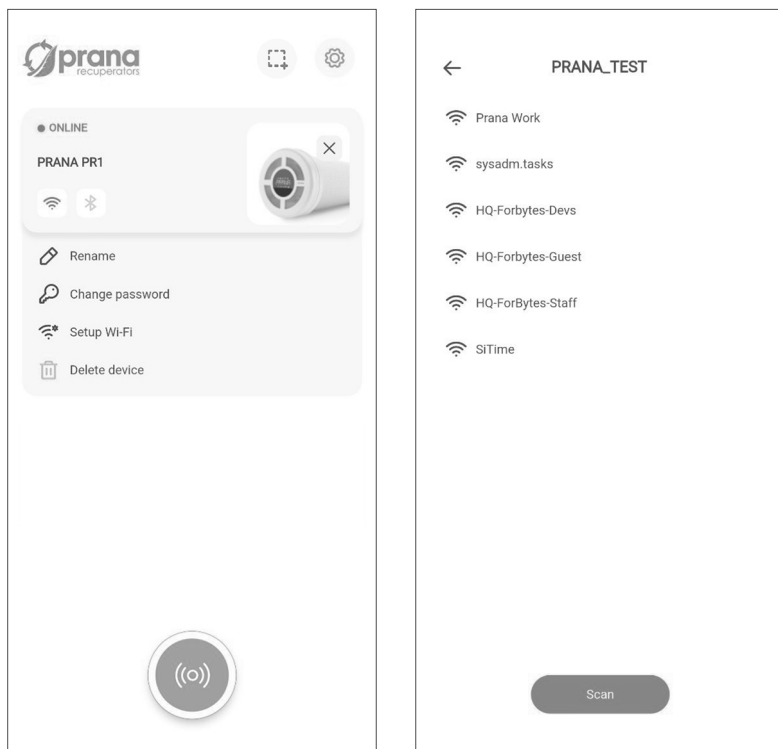 prana
recuperators
ONLINE
PRANA PR1
Rename
Change password
Setup Wi-Fi
Delete device
PRANA_TEST
Prana Work
sysadm.tasks
HQ-Forbytes-Devs
HQ-Forbytes-Guest
HQ-ForBytes-Staff
SiTime
Scan